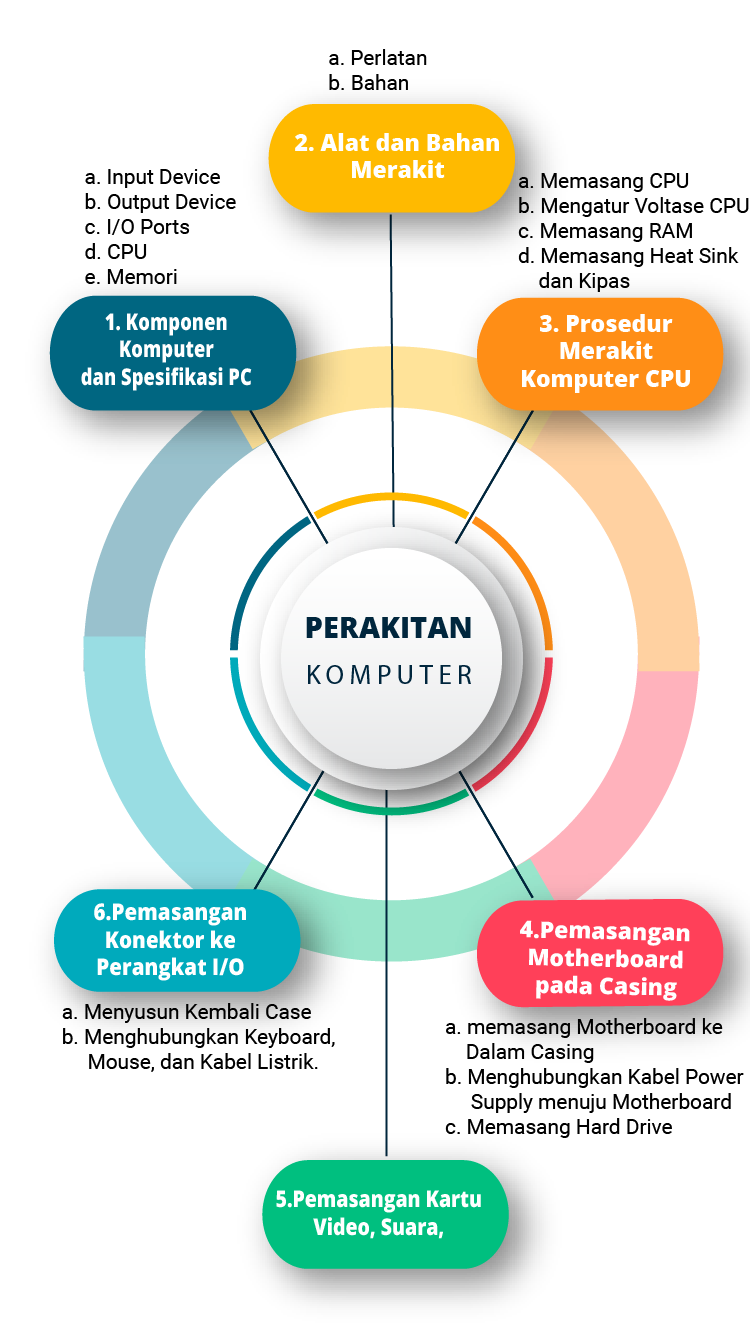 a. Perlatan
b. Bahan
2. Alat dan Bahan
Merakit
a. Input Device
b. Output Device
c. I/O Ports
d. CPU
e. Memori
1. Komponen
Komputer
dan Spesifikasi PC
a. Memasang CPU
b. Mengatur Voltase CPU
c. Memasang RAM
d. Memasang Heat Sink
dan Kipas
3. Prosedur
Merakit
Komputer CPU
PERAKITAN
KOMPUTER
6.Pemasangan
Konektor ke
Perangkat I/O
a. Menyusun Kembali Case
b. Menghubungkan Keyboard,
Mouse, dan Kabel Listrik.
4.Pemasangan
Motherboard
pada Casing
a. memasang Motherboard ke
Dalam Casing
b. Menghubungkan Kabel Power
Supply menuju Motherboard
c. Memasang Hard Drive
5.Pemasangan Kartu
Video, Suara,